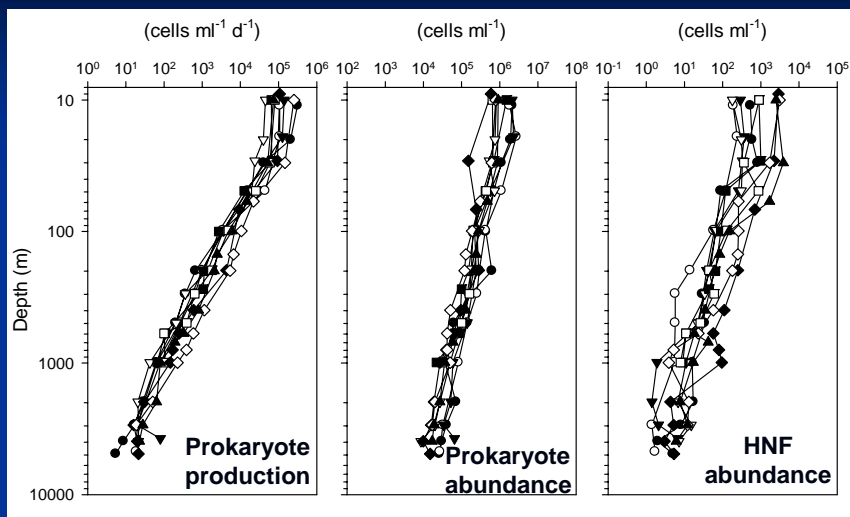 (cells ml⁻¹ d⁻¹)
(cells ml⁻¹)
(cells ml⁻¹)
10⁰ 10¹ 10² 10³ 10⁴ 10⁵ 10⁶
10² 10³ 10⁴ 10⁵ 10⁶ 10⁷ 10⁸
10⁻¹ 10⁰ 10¹ 10² 10³ 10⁴ 10⁵
10
100
1000
10000
Depth (m)
Prokaryote
production
Prokaryote
abundance
HNF
abundance